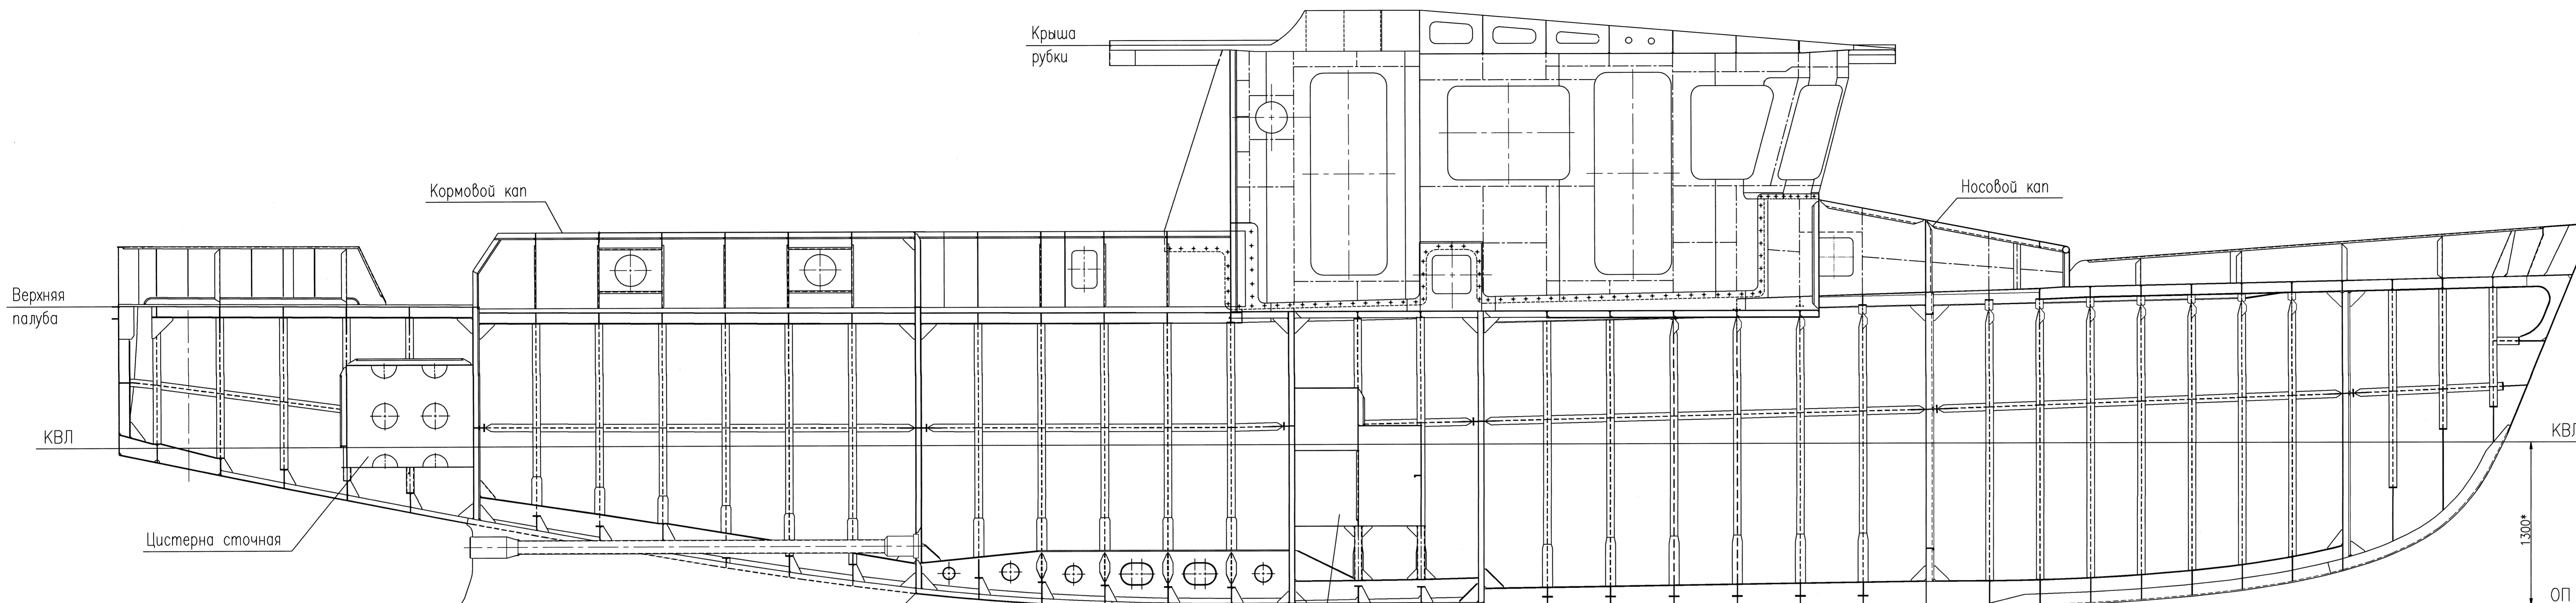 Крыша
рубки
Кормовой кап
Носовой кап
Верхняя
палуба
КВЛ
КВЛ
Цистерна сточная
1300*
ОП